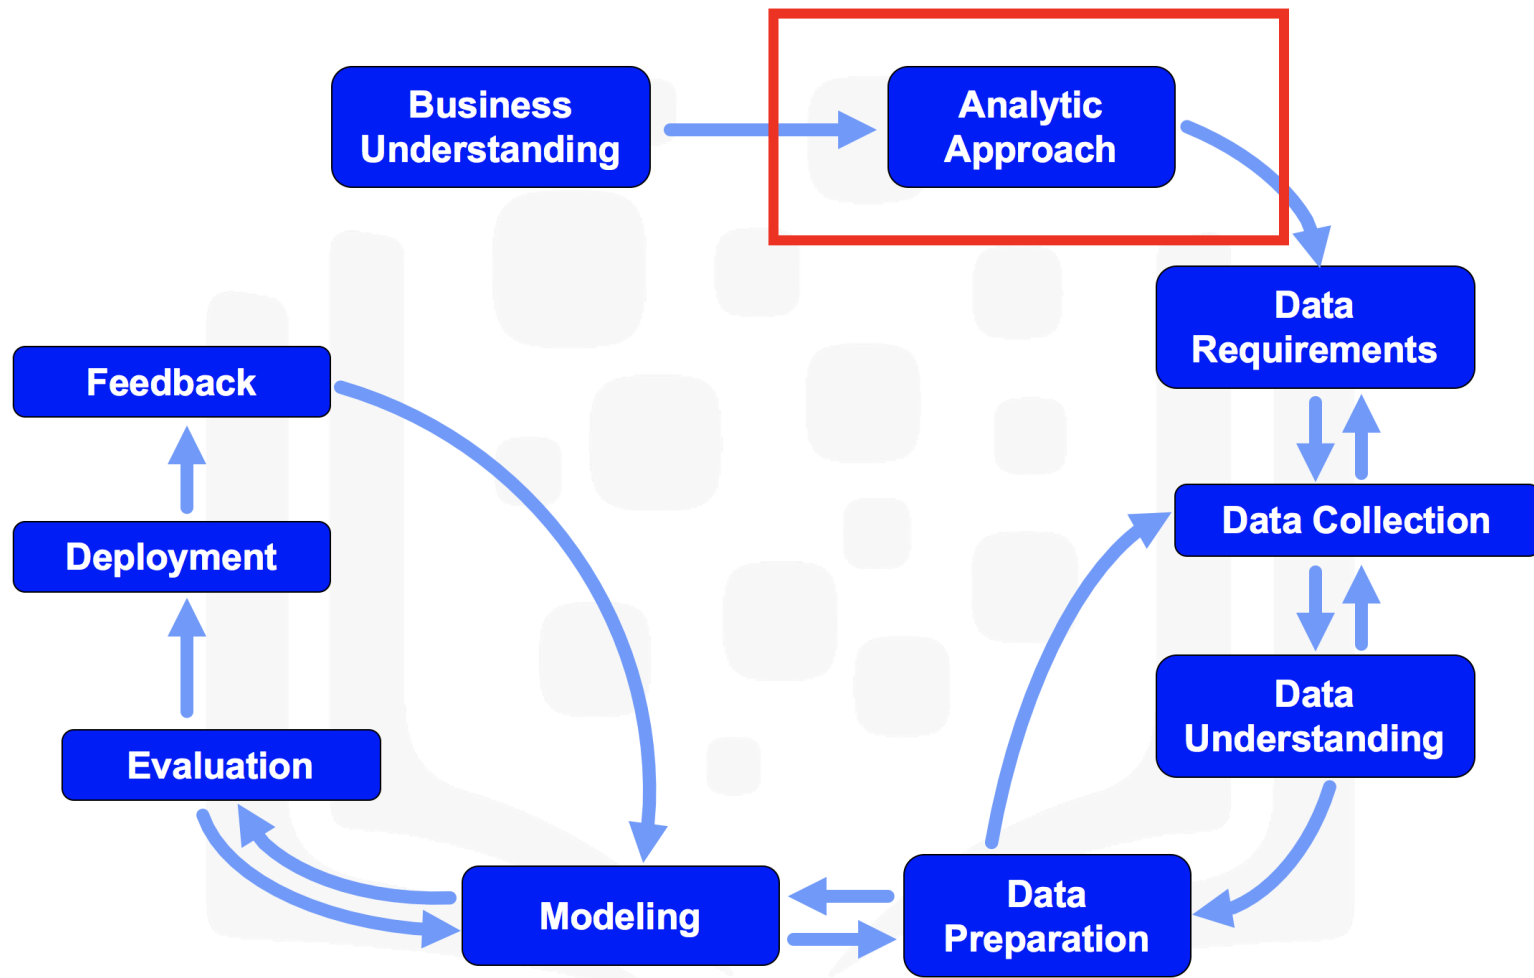 Business
Understanding
Analytic
Approach
Data
Requirements
Feedback
Data Collection
Deployment
Data
Understanding
Evaluation
Modeling
Data
Preparation